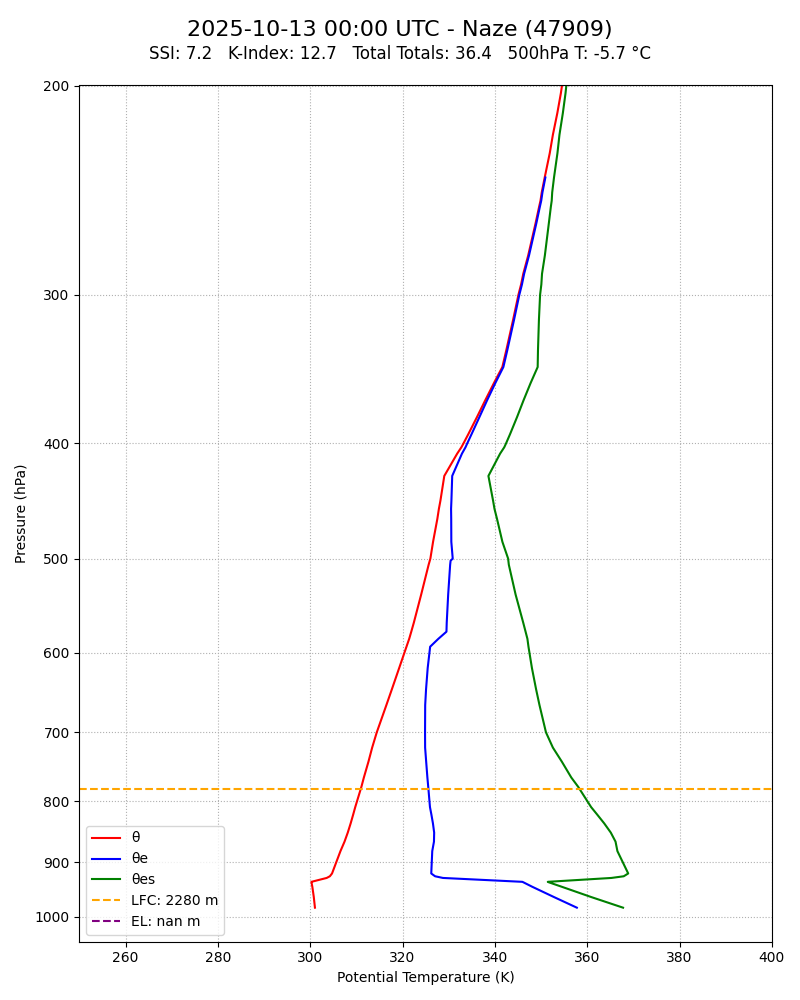 2025-10-13 00:00 UTC - Naze (47909)
SSI: 7.2   K-Index: 12.7   Total Totals: 36.4   500hPa T: -5.7 °C
200
300
400
500
600
700
800
900
1000
Pressure (hPa)
θ
θe
θes
LFC: 2280 m
EL: nan m
260 280 300 320 340 360 380 400
Potential Temperature (K)